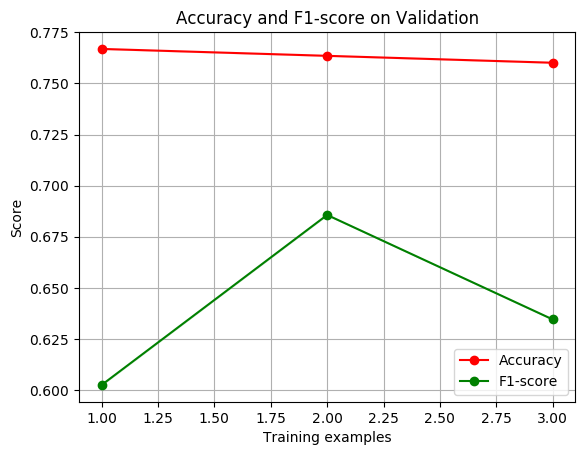 Accuracy and F1-score on Validation
0.775
0.750
0.725
0.700
0.675
0.650
0.625
0.600
Score
1.00 1.25 1.50 1.75 2.00 2.25 2.50 2.75 3.00
Training examples
Accuracy
F1-score